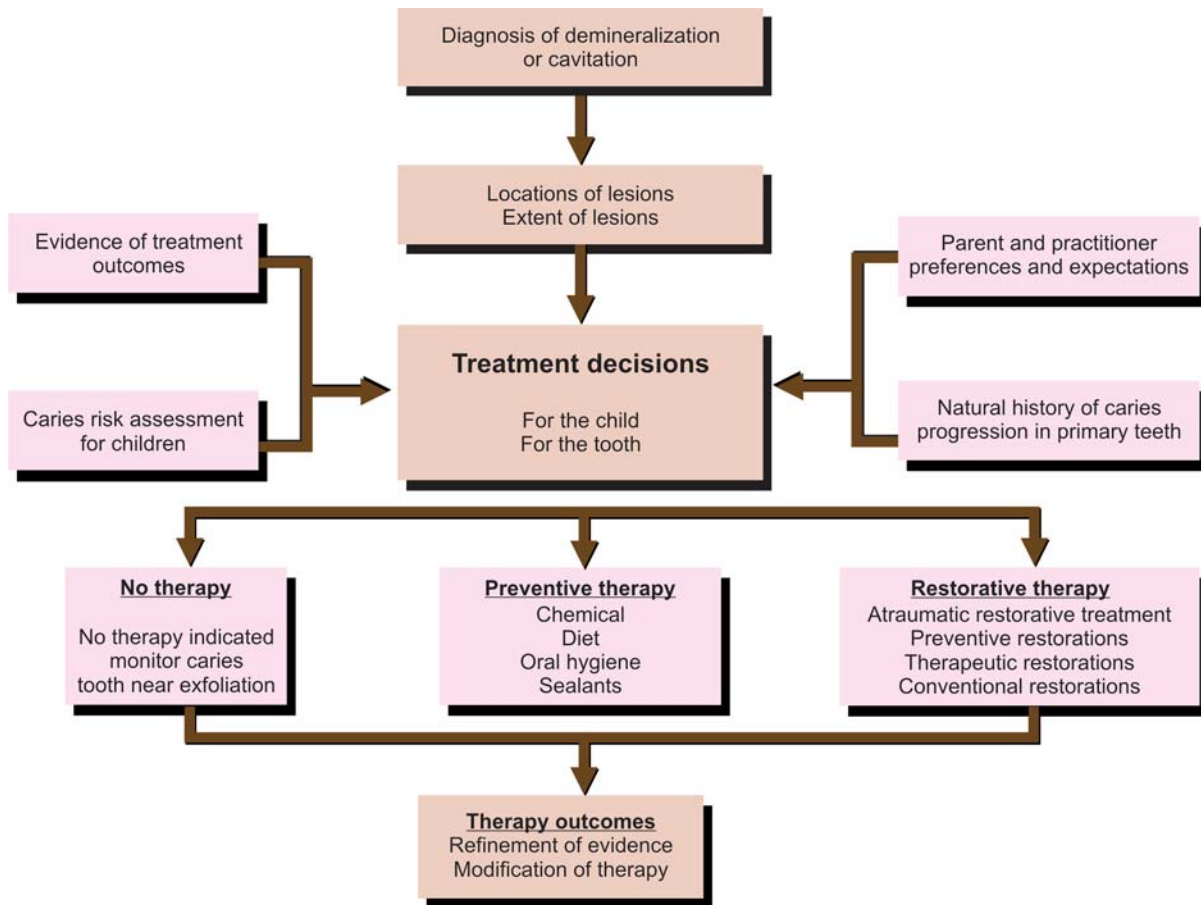 Diagnosis of demineralization
or cavitation
Locations of lesions
Extent of lesions
Evidence of treatment
outcomes
Parent and practitioner
preferences and expectations
Treatment decisions
For the child
For the tooth
Caries risk assessment
for children
Natural history of caries
progression in primary teeth
No therapy
No therapy indicated
monitor caries
tooth near exfoliation
Preventive therapy
Chemical
Diet
Oral hygiene
Sealants
Restorative therapy
Atraumatic restorative treatment
Preventive restorations
Therapeutic restorations
Conventional restorations
Therapy outcomes
Refinement of evidence
Modification of therapy